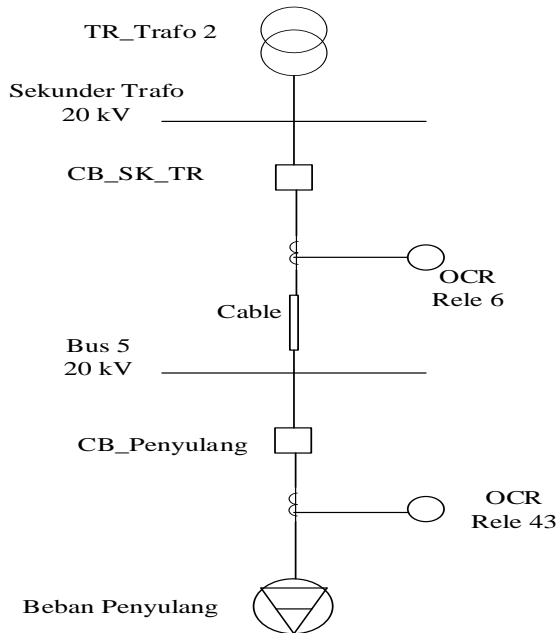 TR_Trafo 2
Sekunder Trafo
20 kV
CB_SK_TR
OCR
Rele 6
Cable
Bus 5
20 kV
CB_Penyulang
OCR
Rele 43
Beban Penyulang